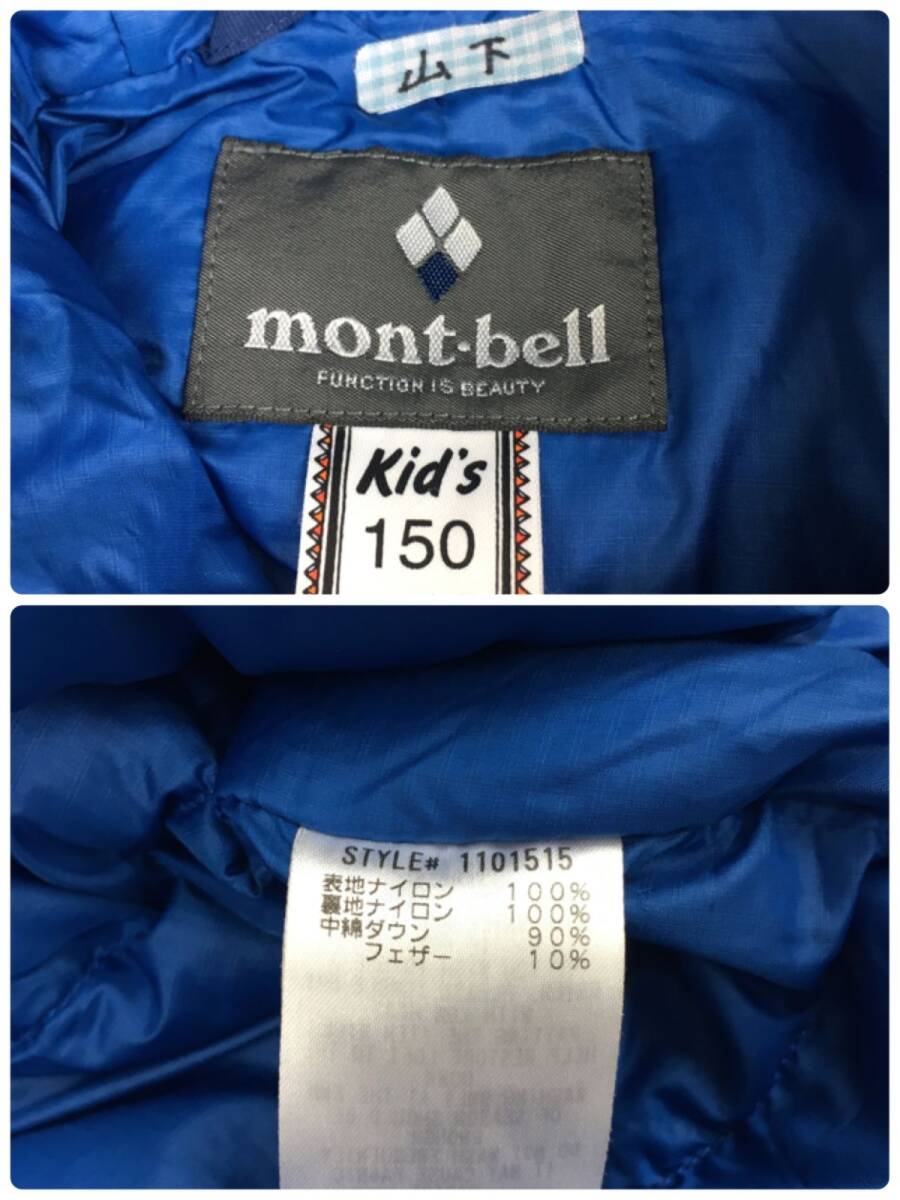 山下
mont-bell
FUNCTION IS BEAUTY
Kid's
150
STYLE# 1101515
表地ナイロン 100%
裏地ナイロン 100%
中綿ダウン 90%
フェザー 10%